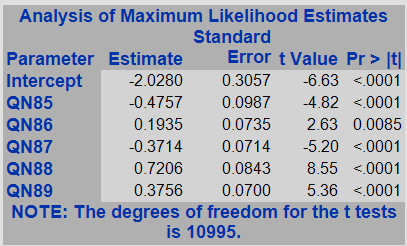 Analysis of Maximum Likelihood Estimates
Standard
Parameter Estimate Error t Value Pr > |t|
Intercept -2.0280 0.3057 -6.63 <.0001
QN85 -0.4757 0.0987 -4.82 <.0001
QN86 0.1935 0.0735 2.63 0.0085
QN87 -0.3714 0.0714 -5.20 <.0001
QN88 0.7206 0.0843 8.55 <.0001
QN89 0.3756 0.0700 5.36 <.0001
NOTE: The degrees of freedom for the t tests
is 10995.